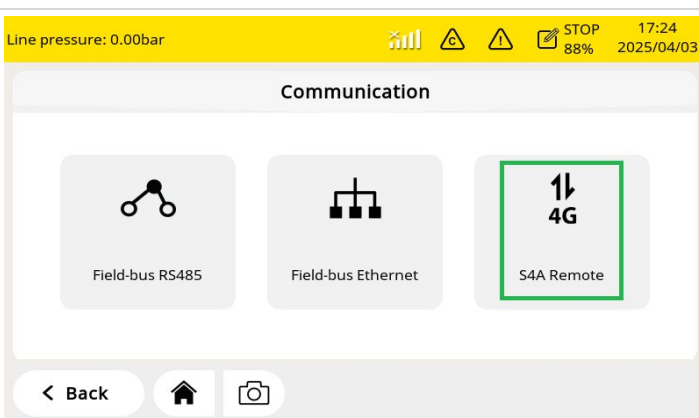 Line pressure: 0.00bar
C
!
STOP
88%
17:24
2025/04/03
Communication
4G
Field-bus RS485
Field-bus Ethernet
S4A Remote
< Back